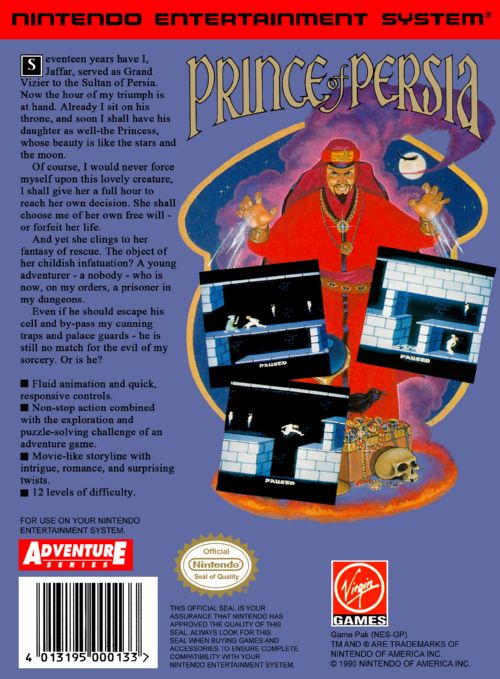 NINTENDO ENTERTAINMENT SYSTEM®
PRINCE of PERSIA
Seventeen years have I,
Jaffar, served as Grand
Vizier to the Sultan of Persia.
Now the hour of my triumph is
at hand. Already I sit on his
throne, and soon I shall have his
daughter as well-the Princess,
whose beauty is like the stars and
the moon.
Of course, I would never force
myself upon this lovely creature,
I shall give her a full hour to
reach her own decision. She shall
choose me of her own free will -
or forfeit her life.
And yet she clings to her
fantasy of rescue. The object of
her childish infatuation? A young
adventurer - a nobody - who is
now, on my orders, a prisoner in
my dungeons.
Even if he should escape his
cell and by-pass my cunning
traps and palace guards - he is
still no match for the evil of my
sorcery. Or is he?
■ Fluid animation and quick,
responsive controls.
■ Non-stop action combined
with the exploration and
puzzle-solving challenge of an
adventure game.
■ Movie-like storyline with
intrigue, romance, and surprising
twists.
■ 12 levels of difficulty.
PAUSED
PAUSED
PAUSED
FOR USE ON YOUR NINTENDO
ENTERTAINMENT SYSTEM.
ADVENTURE
SERIES
4 013195 000133 >
Official
Nintendo
Seal of Quality
THIS OFFICIAL SEAL IS YOUR
ASSURANCE THAT NINTENDO HAS
APPROVED THE QUALITY OF THIS
SEAL. ALWAYS LOOK FOR THIS
SEAL WHEN BUYING GAMES AND
ACCESSORIES TO ENSURE COMPLETE
COMPATIBILITY WITH YOUR
NINTENDO ENTERTAINMENT SYSTEM.
Virgin
GAMES
Game Pak (NES-GP)
TM AND ® ARE TRADEMARKS OF
NINTENDO OF AMERICA INC.
© 1990 NINTENDO OF AMERICA INC.